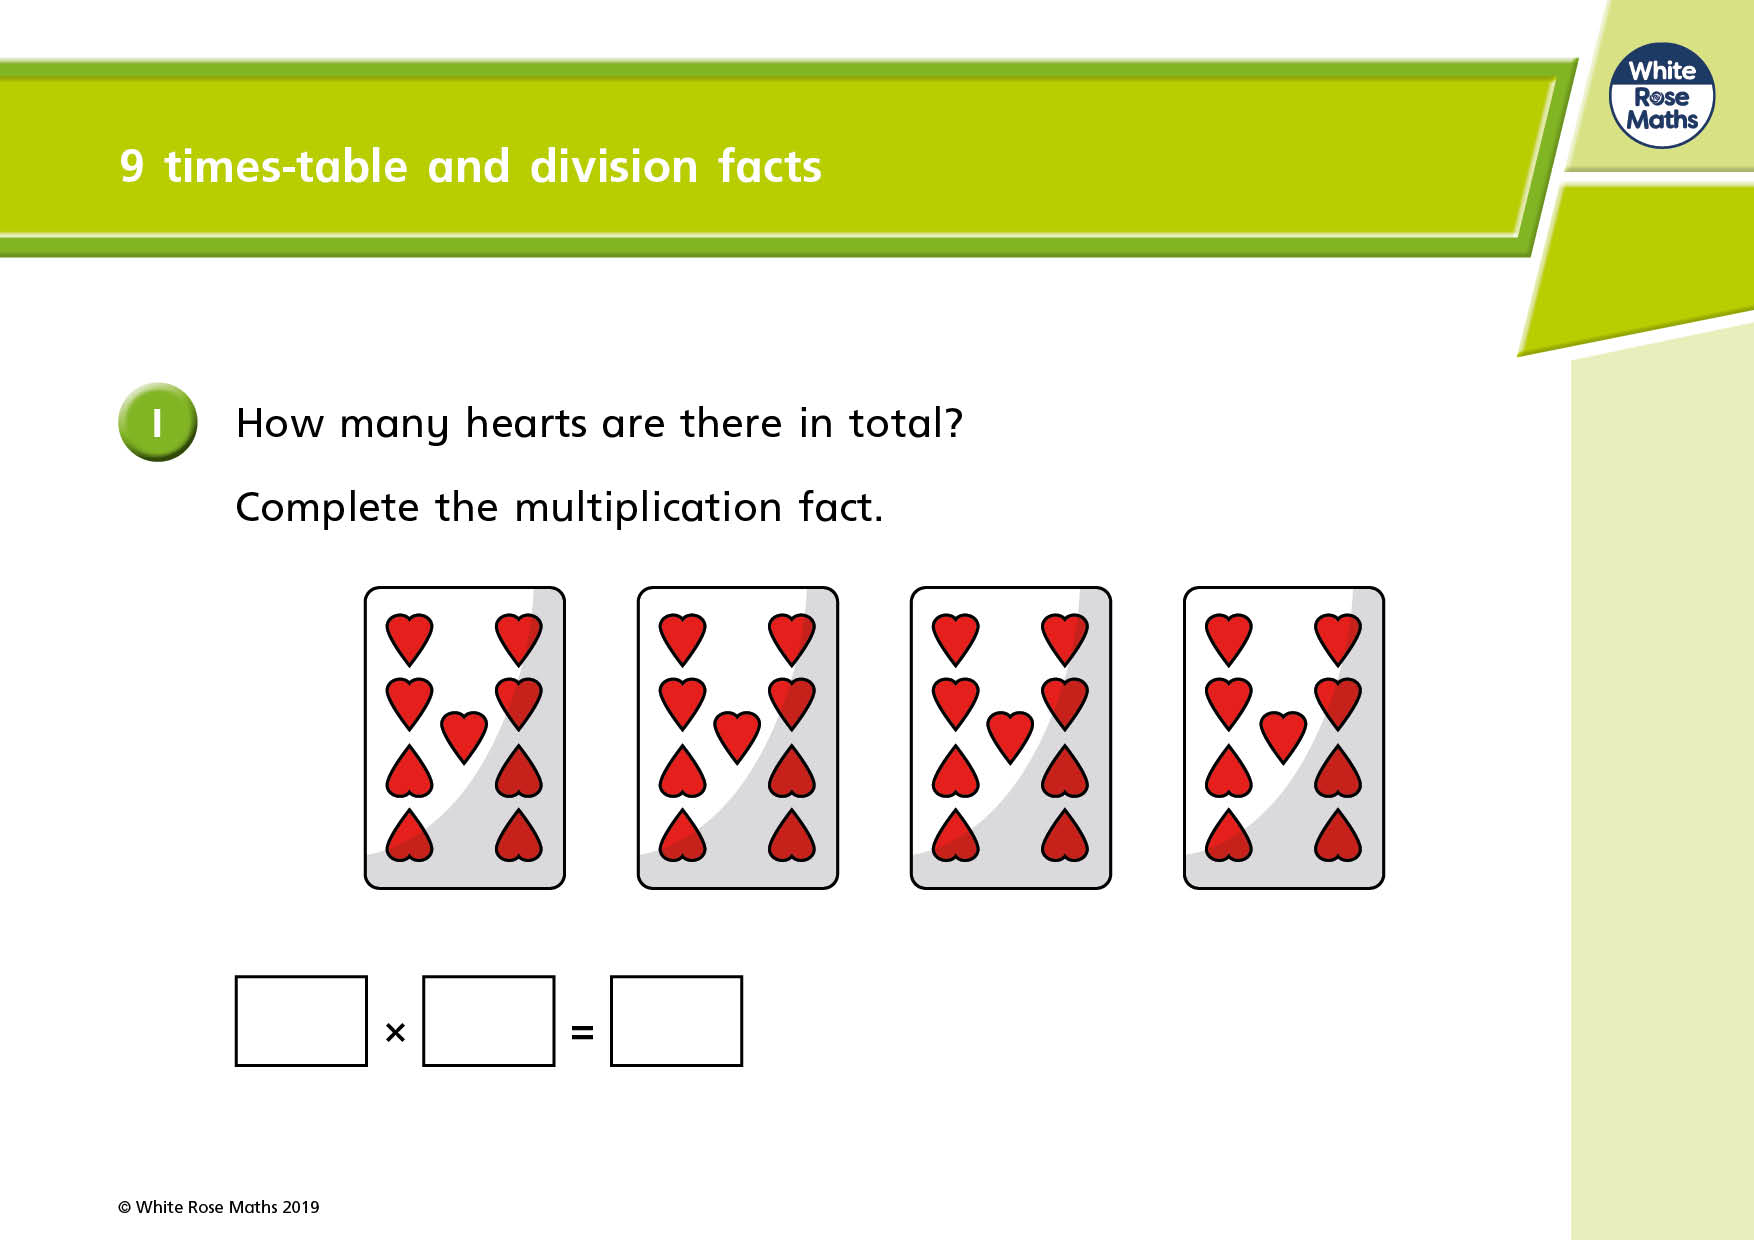 White
Rose
Maths
9 times-table and division facts
1
How many hearts are there in total?
Complete the multiplication fact.
× =
© White Rose Maths 2019